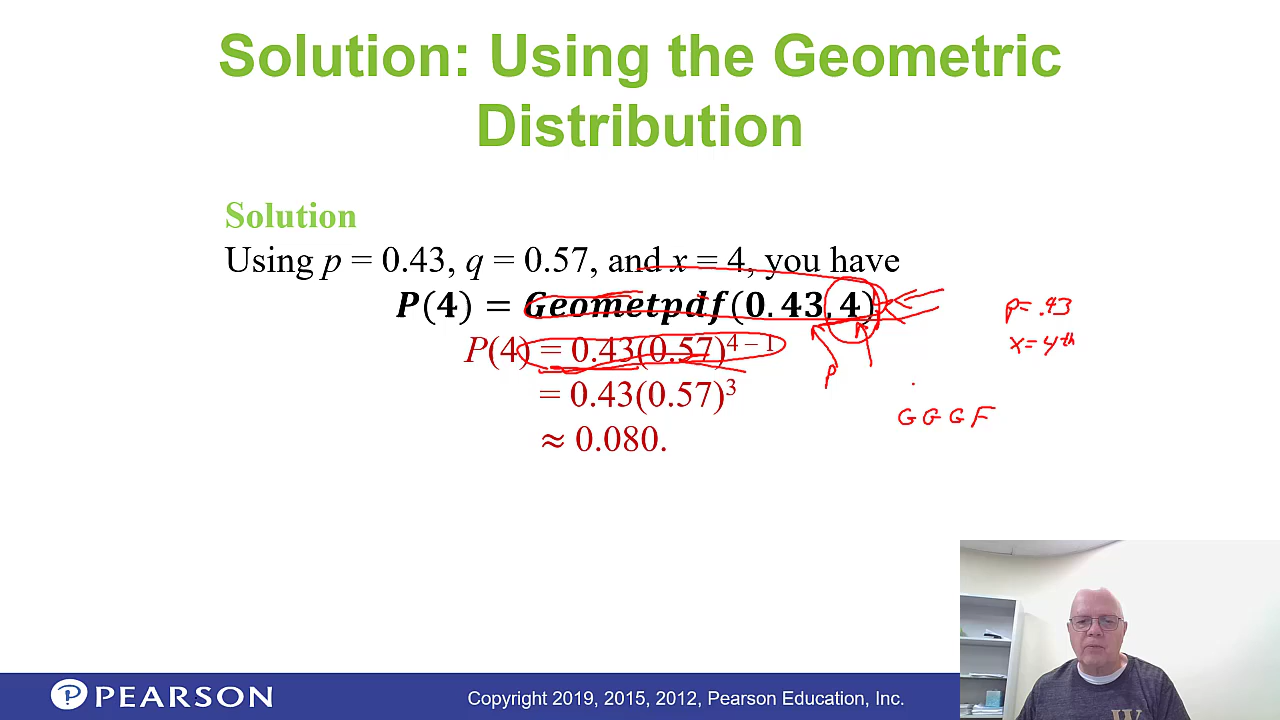 Solution: Using the Geometric
Distribution
Solution
Using p = 0.43, q = 0.57, and x = 4, you have
P(4) = Geometpdf(0.43, 4)
P(4) = 0.43(0.57)^{4 – 1}
= 0.43(0.57)^3
≈ 0.080.
p = .43
x = 4th
P
G G G F
PEARSON
Copyright 2019, 2015, 2012, Pearson Education, Inc.
W